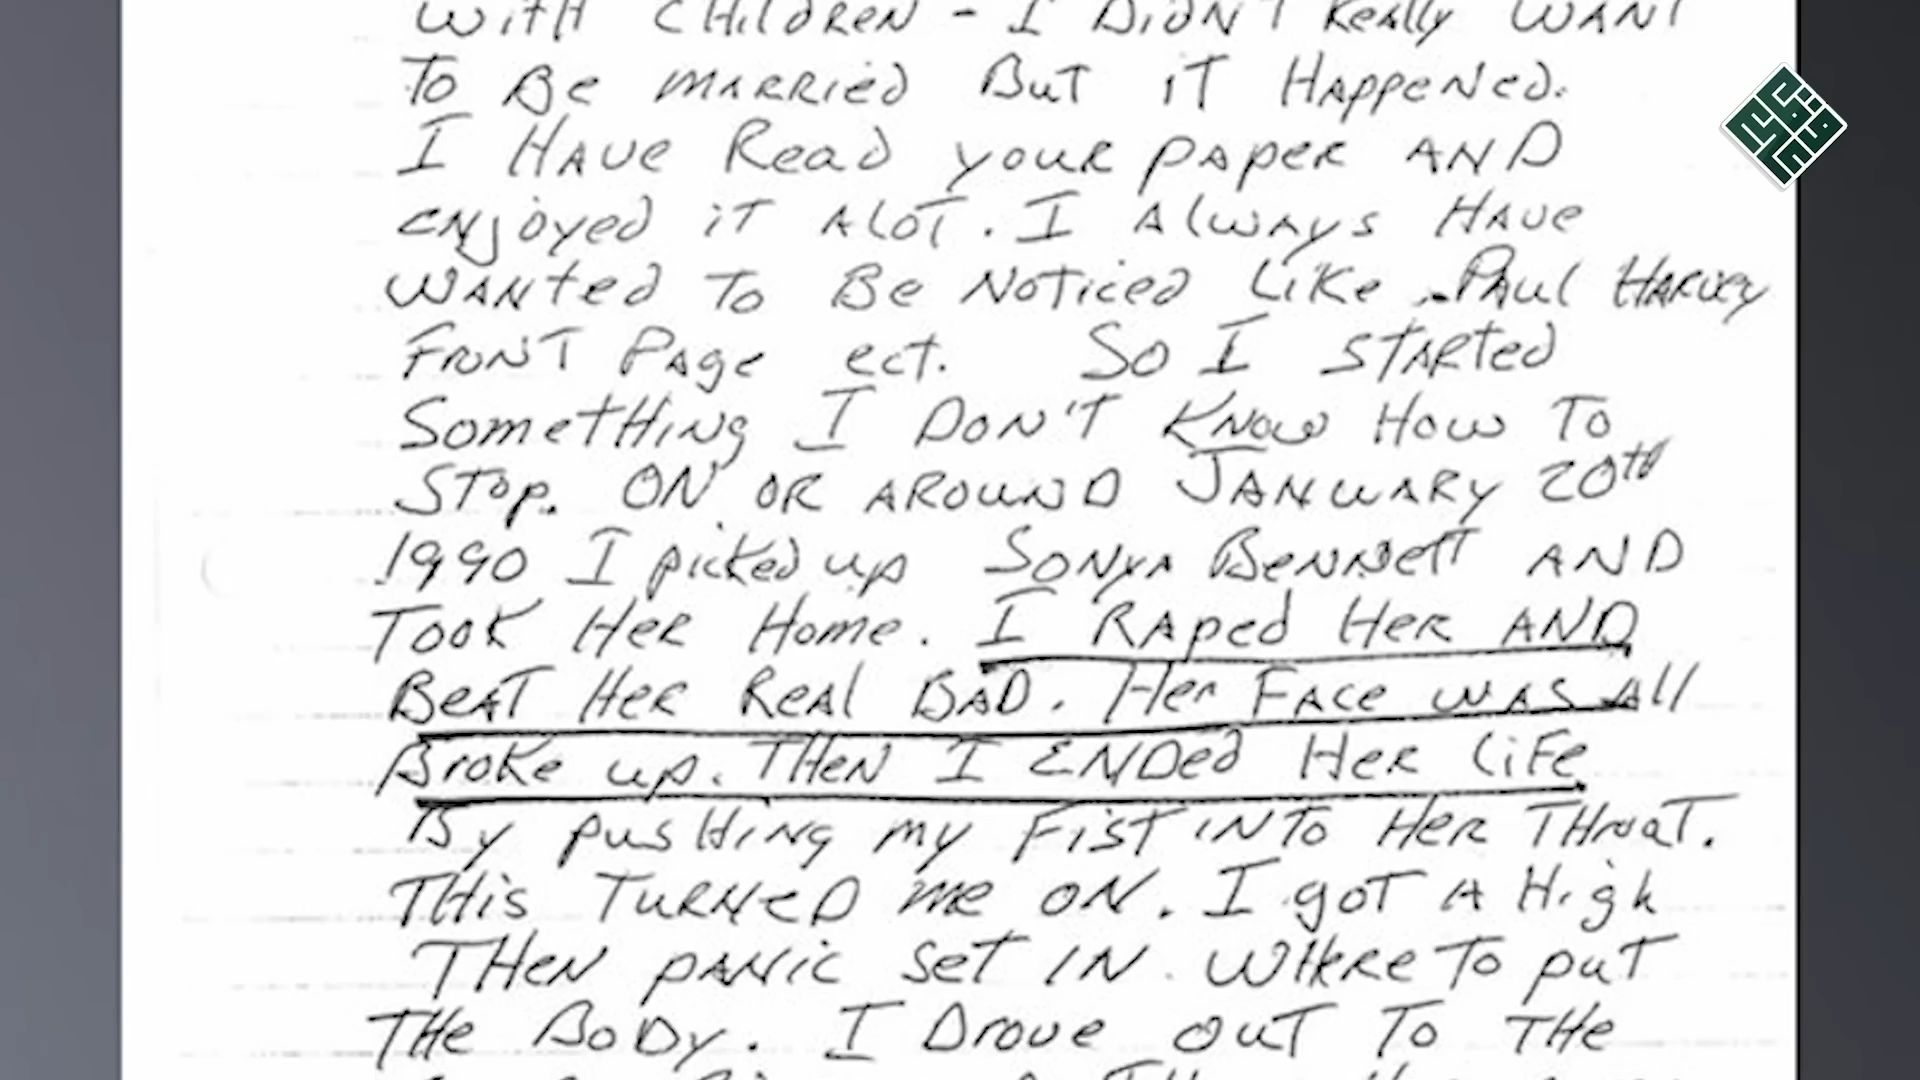 WitH CHildReN - I DidN'T Really WANT
To Be mARRied But iT HAppeNed.
I HAve Read youR pApeR AND
eNjoyed iT AloT. I AlwAys HAve
wANted To Be Noticed Like PAul HARvey
FronT PAge ect. So I STARted
SometHiNg I DON'T KNow How To
STop. ON OR AROuND JANuARy 20th
1990 I picked up SoNyA BeNNett AND
Took HeR Home. I RAped HeR AND
BeAT HeR ReAl BAD. Her FAce wAs All
Broke up. THeN I ENDed HeR LiFe
By pusHiNg my FisT iNTo HeR THroaT.
THis TuRNeD me oN. I goT A High
THeN pANic seT IN. WHere To puT
THe BoDy. I Drove ouT To THe